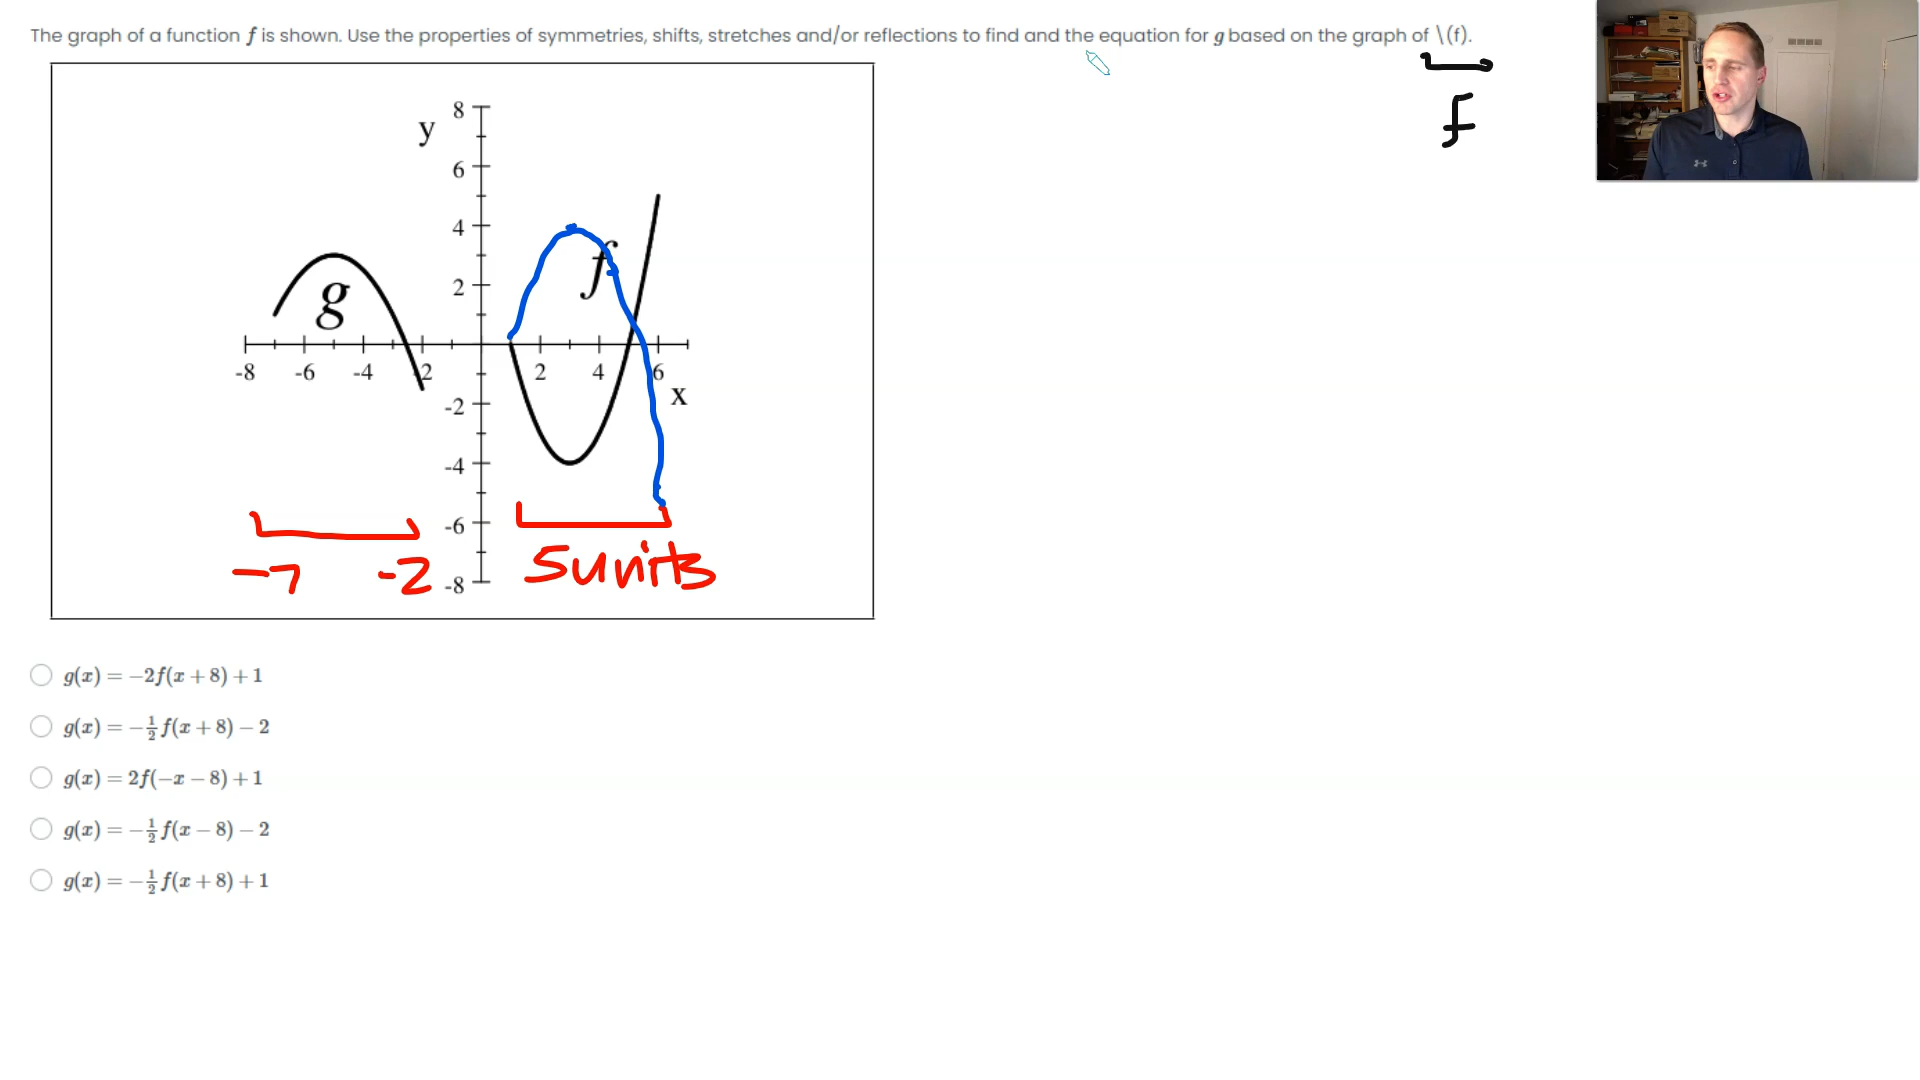 The graph of a function f is shown. Use the properties of symmetries, shifts, stretches and/or reflections to find and the equation for g based on the graph of \(f).
f
y
8
6
4
2
-2
-4
-6
-8
g
f
-8 -6 -4 -2 2 4 6
x
-7 -2 5 units
g(x) = −2f(x + 8) + 1
g(x) = −½f(x + 8) − 2
g(x) = 2f(−x − 8) + 1
g(x) = −½f(x − 8) − 2
g(x) = −½f(x + 8) + 1